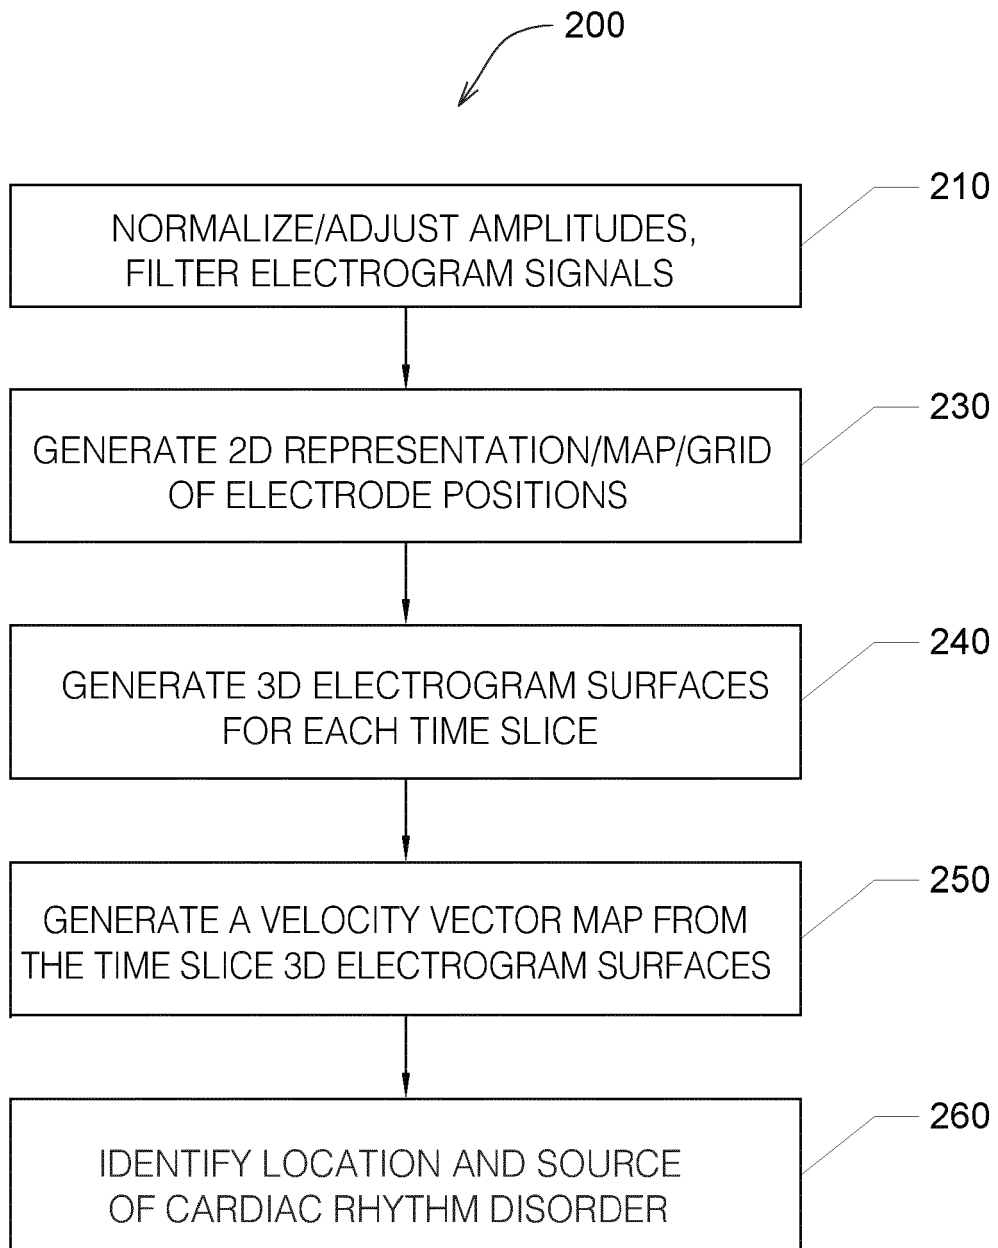 200
210
NORMALIZE/ADJUST AMPLITUDES,
FILTER ELECTROGRAM SIGNALS
230
GENERATE 2D REPRESENTATION/MAP/GRID
OF ELECTRODE POSITIONS
240
GENERATE 3D ELECTROGRAM SURFACES
FOR EACH TIME SLICE
250
GENERATE A VELOCITY VECTOR MAP FROM
THE TIME SLICE 3D ELECTROGRAM SURFACES
260
IDENTIFY LOCATION AND SOURCE
OF CARDIAC RHYTHM DISORDER